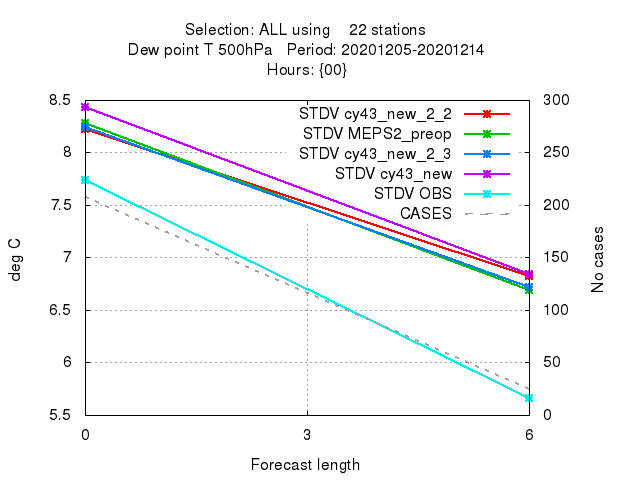 Selection: ALL using 22 stations
Dew point T 500hPa Period: 20201205-20201214
Hours: {00}
8.5
8
7.5
7
6.5
6
5.5
300
250
200
150
100
50
0
deg C
No cases
STDV cy43_new_2_2
STDV MEPS2_preop
STDV cy43_new_2_3
STDV cy43_new
STDV OBS
CASES
0 3 6
Forecast length